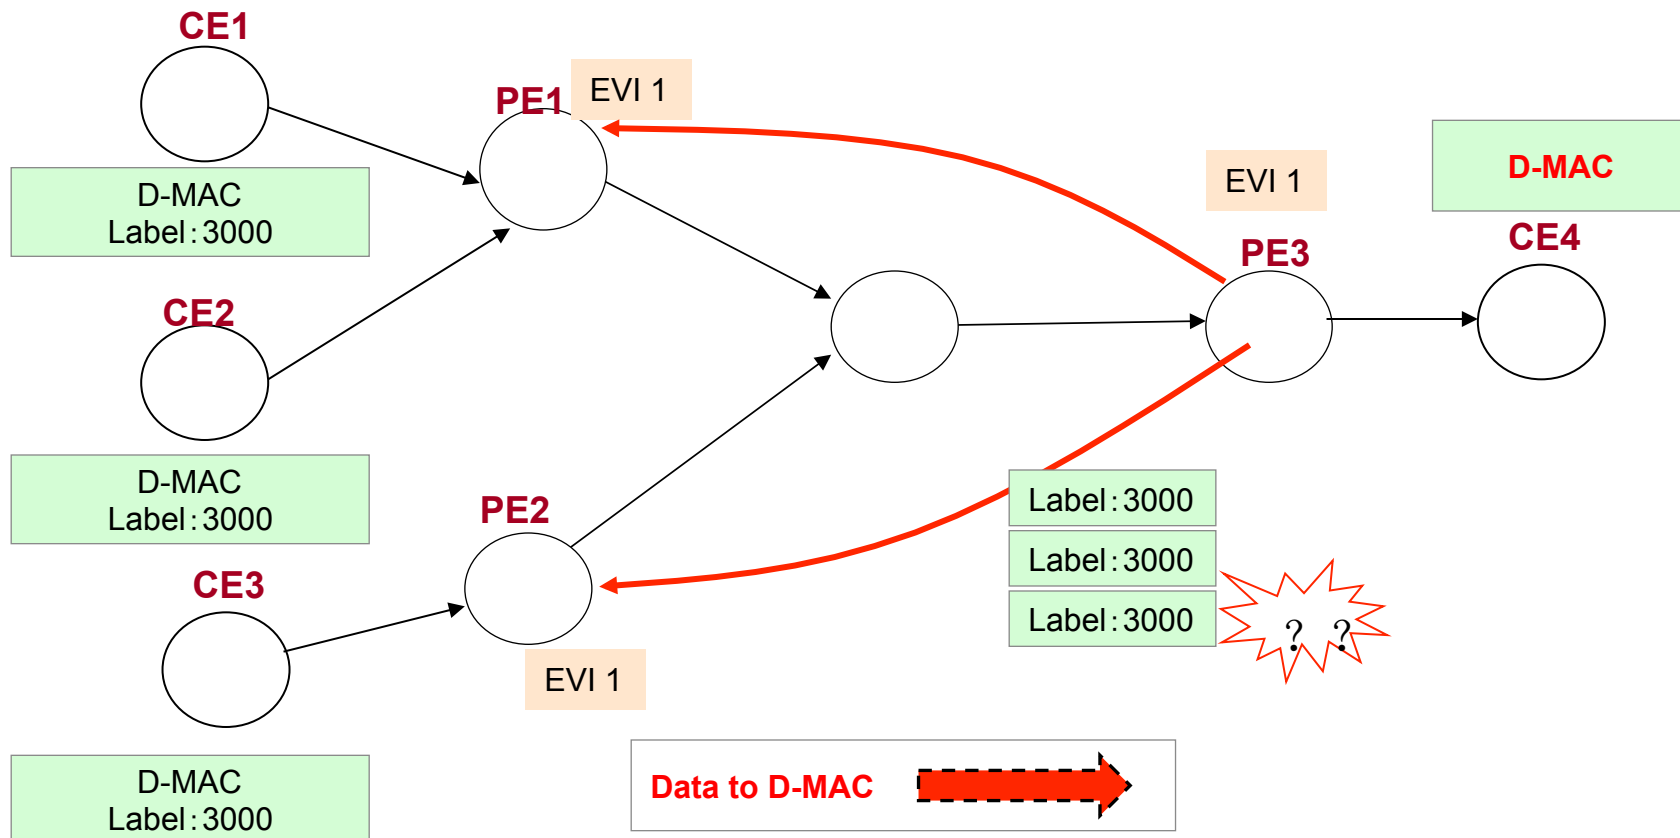 CE1
PE1
EVI 1
D-MAC
Label:3000
EVI 1
D-MAC
PE3
CE4
CE2
D-MAC
Label:3000
PE2
Label:3000
Label:3000
Label:3000
? ?
CE3
EVI 1
D-MAC
Label:3000
Data to D-MAC